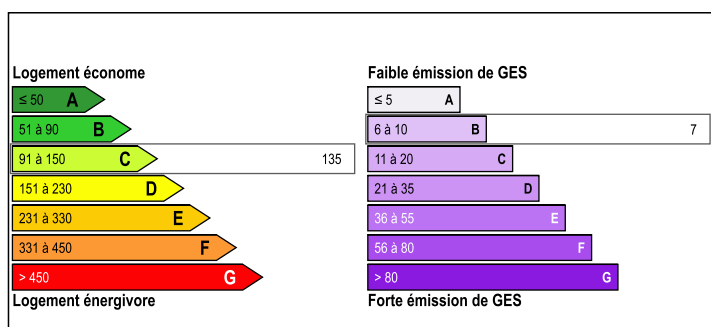 Logement économe
≤ 50 A
51 à 90 B
91 à 150 C 135
151 à 230 D
231 à 330 E
331 à 450 F
> 450 G
Logement énergivore
Faible émission de GES
≤ 5 A
6 à 10 B 7
11 à 20 C
21 à 35 D
36 à 55 E
56 à 80 F
> 80 G
Forte émission de GES